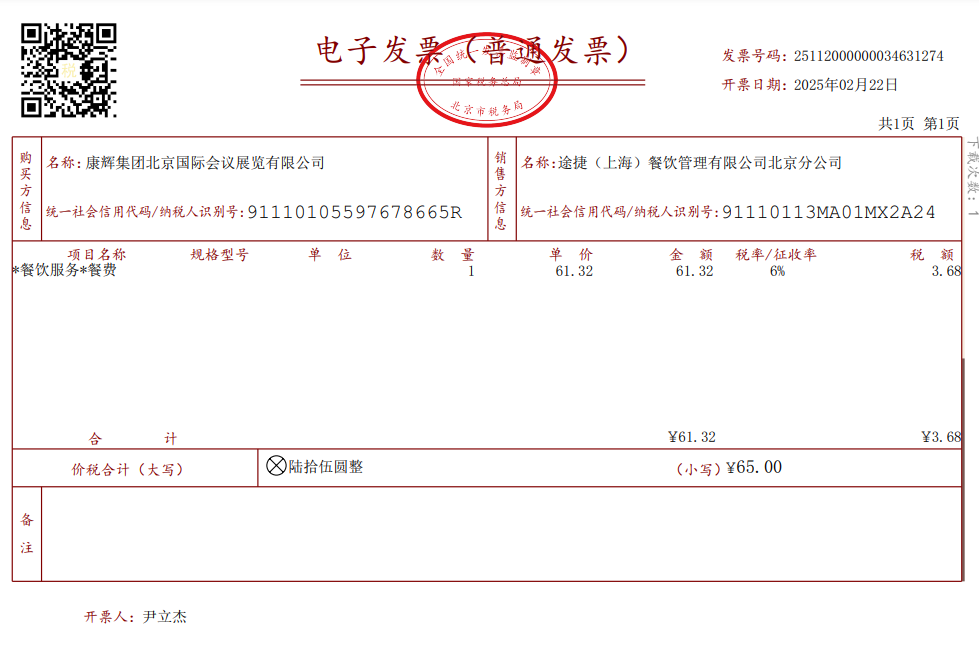 电子发票（普通发票）
全国统一发票监制章
国家税务总局
北京市税务局
税
发票号码：25112000000034631274
开票日期：2025年02月22日
共1页 第1页
下载次数：1
购买方信息
名称：康辉集团北京国际会议展览有限公司
统一社会信用代码/纳税人识别号：91110105597678665R
销售方信息
名称：途捷（上海）餐饮管理有限公司北京分公司
统一社会信用代码/纳税人识别号：91110113MA01MX2A24
项目名称 规格型号 单 位 数 量 单 价 金 额 税率/征收率 税 额
*餐饮服务*餐费 1 61.32 61.32 6% 3.68
合 计 ¥61.32 ¥3.68
价税合计（大写） ⊗陆拾伍圆整 （小写）¥65.00
备注
开票人：尹立杰